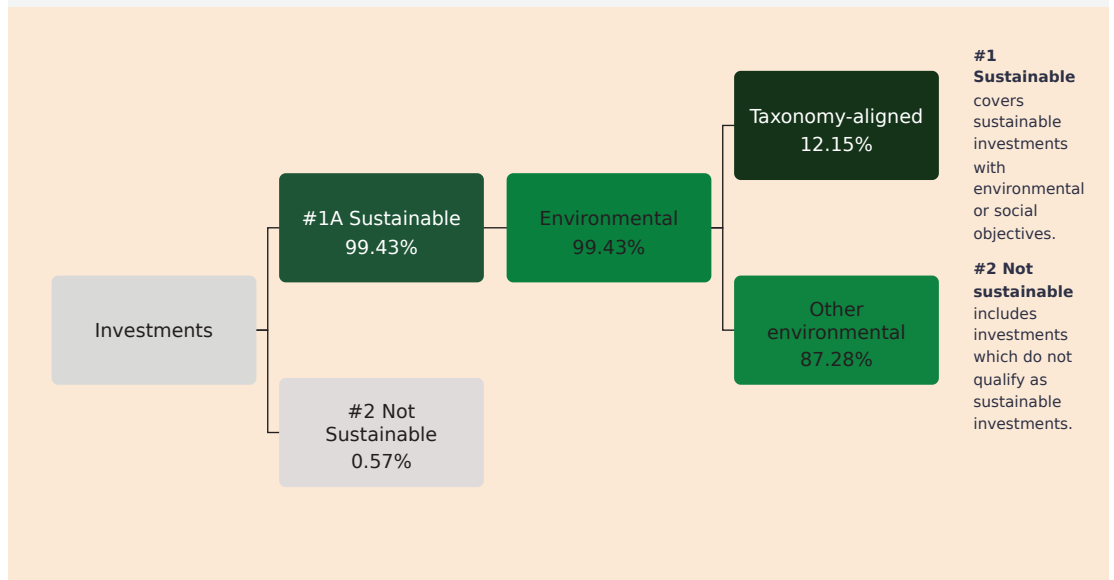 Investments
#1A Sustainable
99.43%
#2 Not
Sustainable
0.57%
Environmental
99.43%
Taxonomy-aligned
12.15%
Other
environmental
87.28%
#1
Sustainable
covers
sustainable
investments
with
environmental
or social
objectives.
#2 Not
sustainable
includes
investments
which do not
qualify as
sustainable
investments.